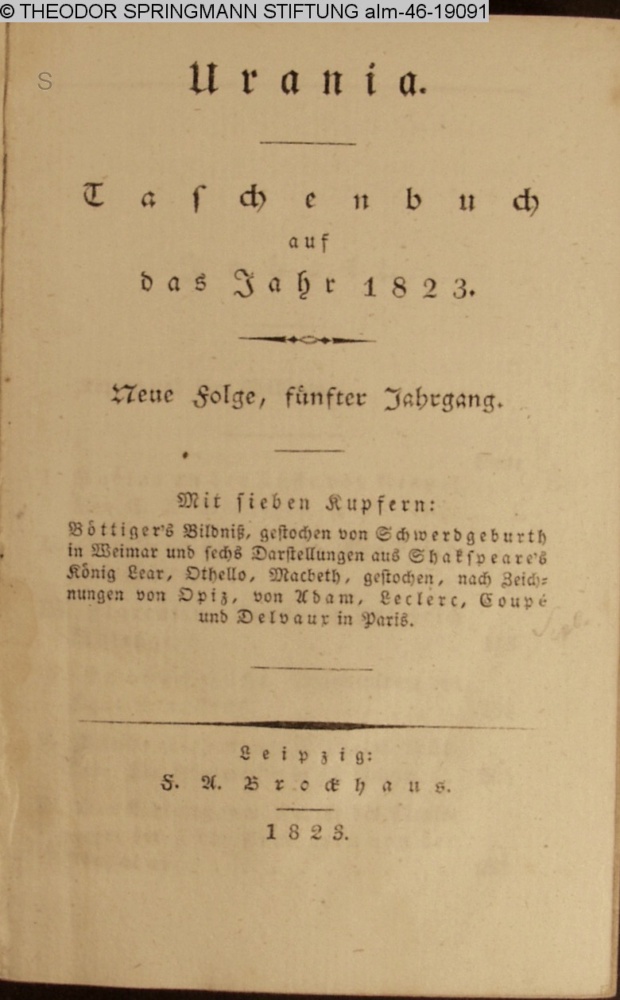 © THEODOR SPRINGMANN STIFTUNG alm-46-19091
S
Urania.
Taschenbuch
auf
das Jahr 1823.
Neue Folge, fünfter Jahrgang.
Mit sieben Kupfern:
Böttiger's Bildniß, gestochen von Schwerdgeburth
in Weimar und sechs Darstellungen aus Shakspeare's
König Lear, Othello, Macbeth, gestochen, nach Zeich=
nungen von Opiz, von Adam, Leclerc, Coupé
und Delvaux in Paris.
Leipzig:
F. A. Brockhaus.
1823.